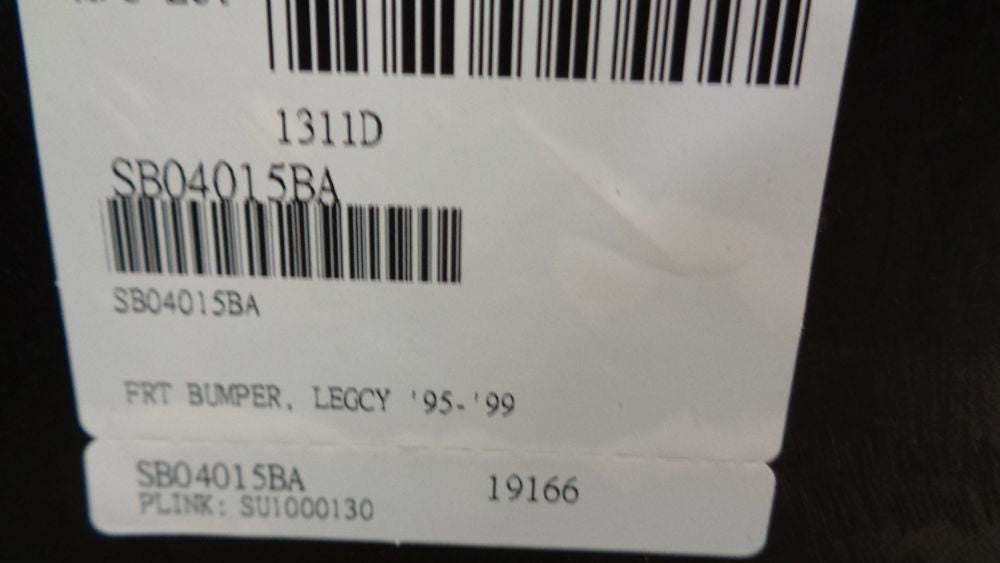 1311D
SB04015BA
SB04015BA
FRT BUMPER, LEGCY '95-'99
SB04015BA 19166
PLINK: SU1000130